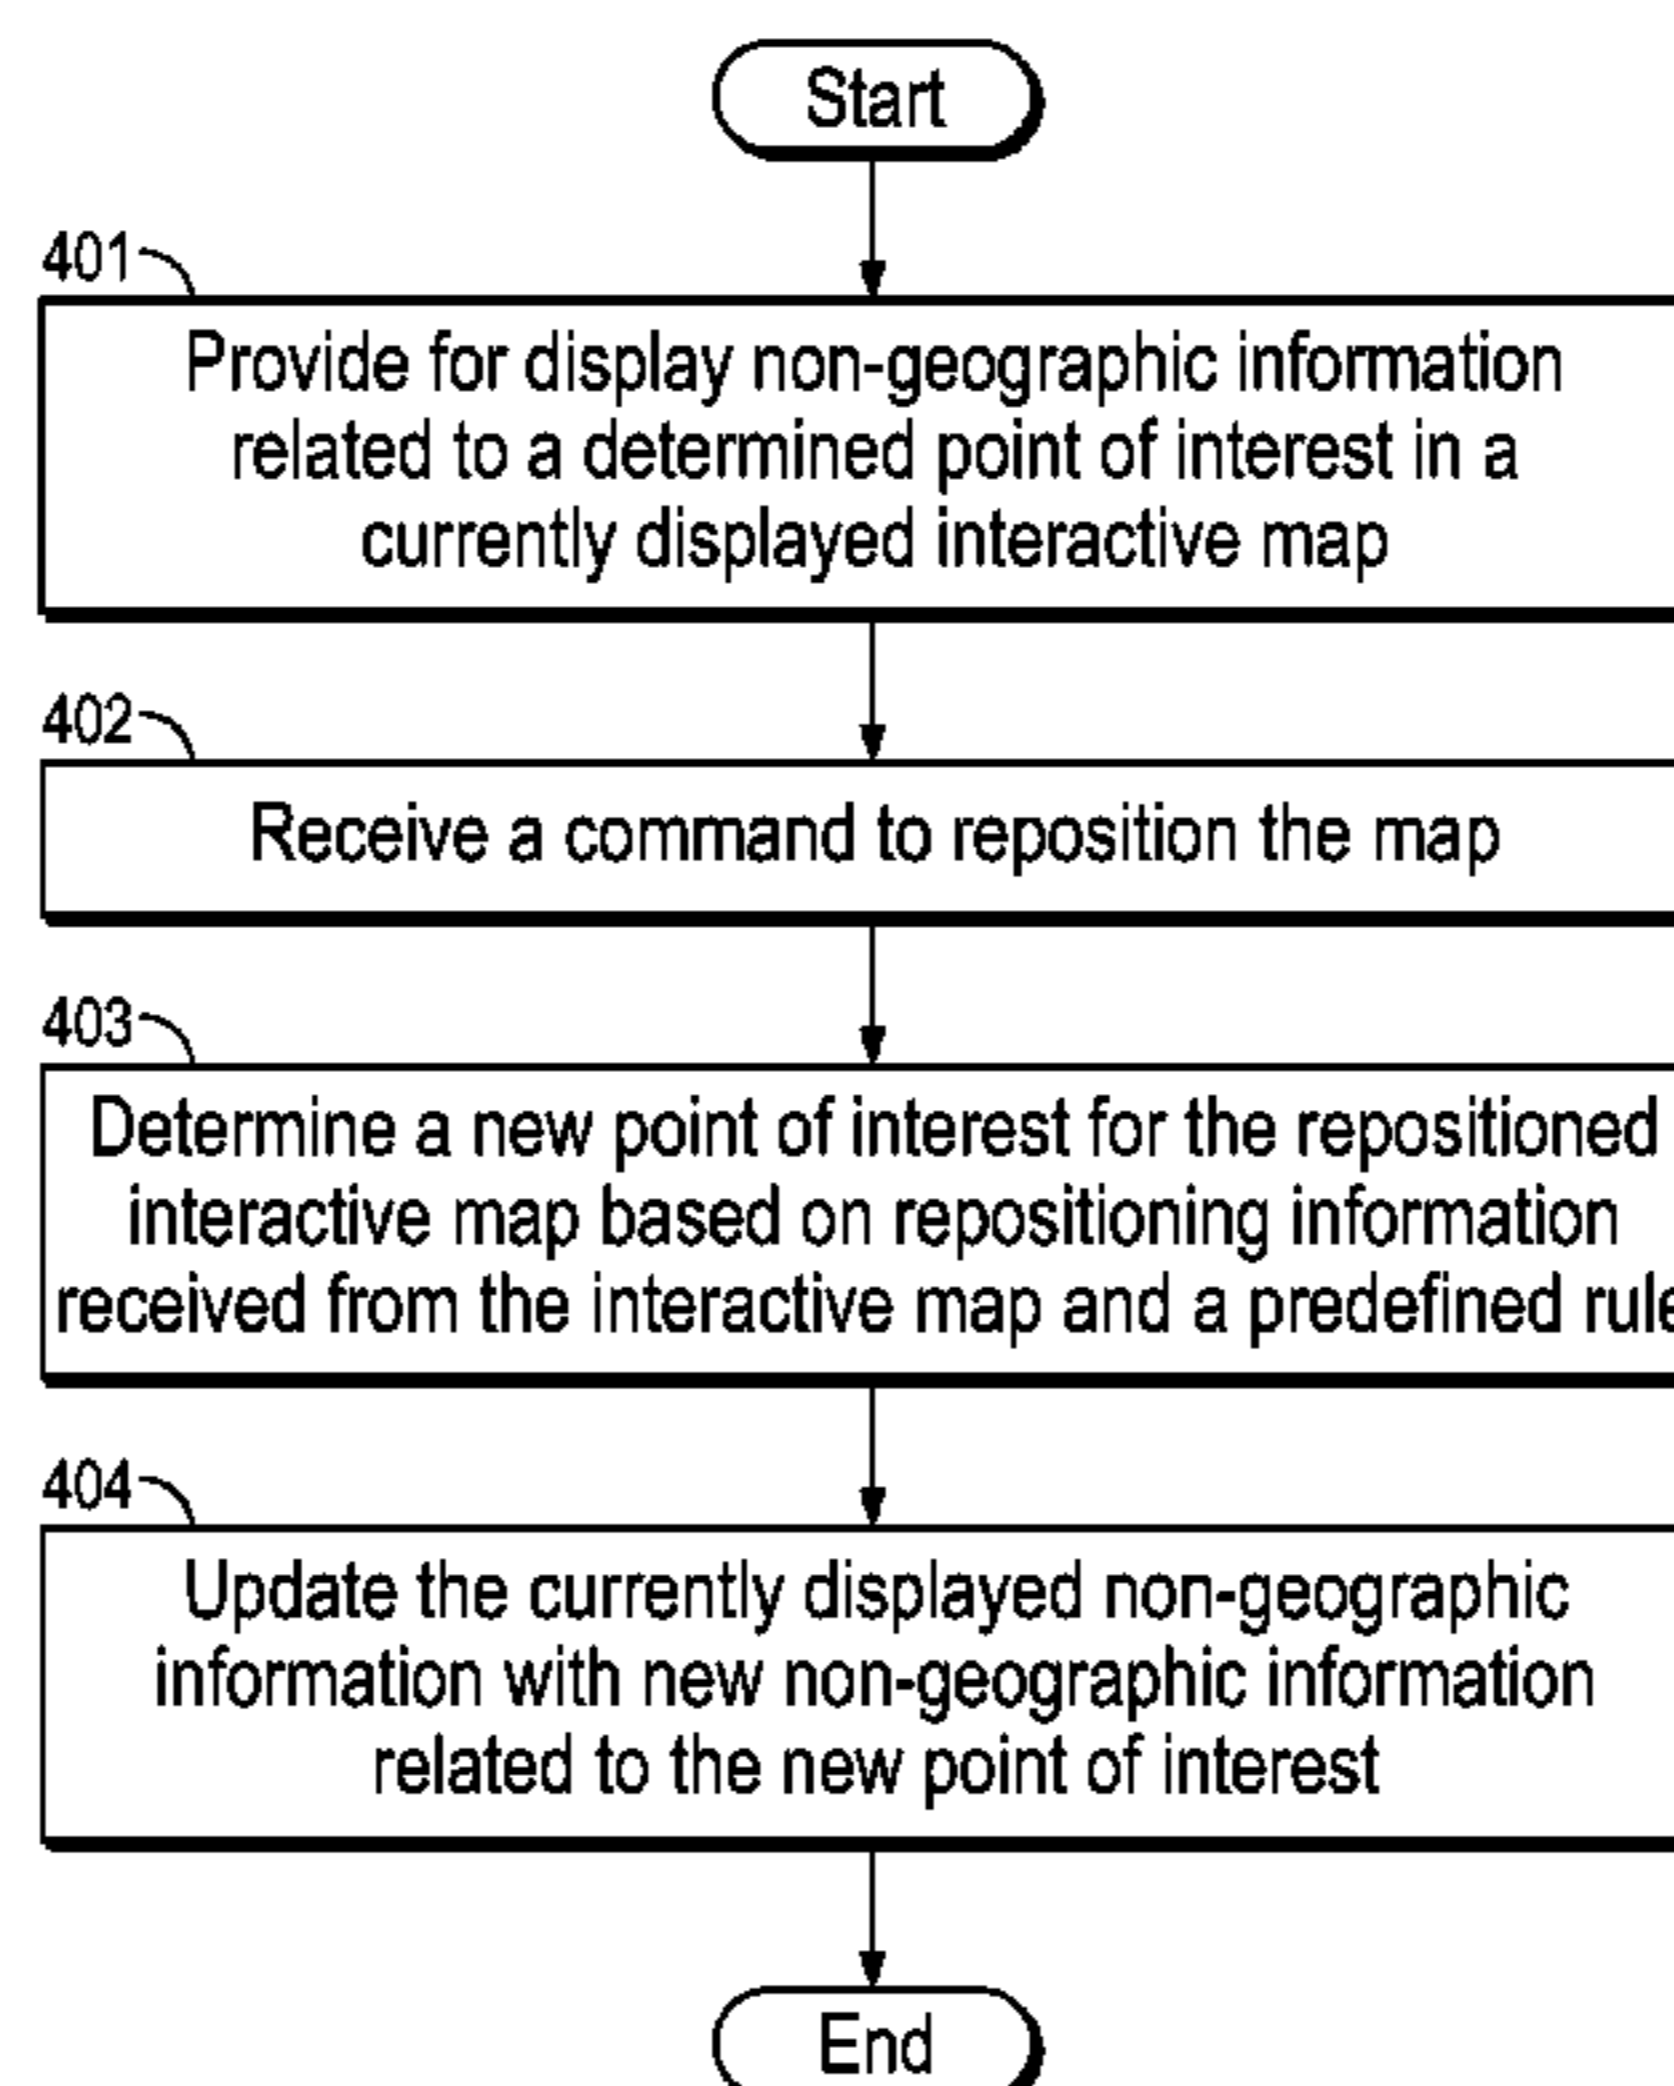 Start
401
Provide for display non-geographic information
related to a determined point of interest in a
currently displayed interactive map
402
Receive a command to reposition the map
403
Determine a new point of interest for the repositioned
interactive map based on repositioning information
received from the interactive map and a predefined rule
404
Update the currently displayed non-geographic
information with new non-geographic information
related to the new point of interest
End